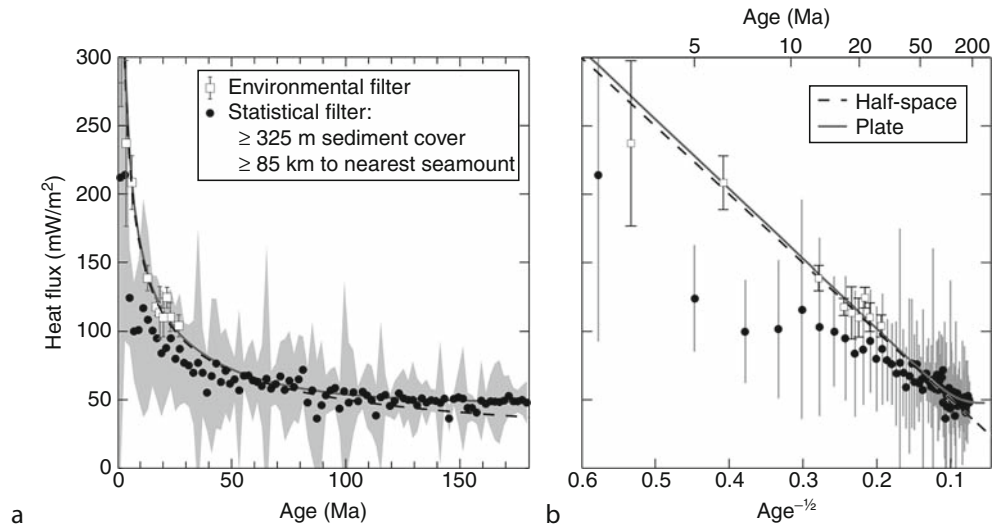 300
250
200
150
100
50
0
Heat flux (mW/m²)
0
50
100
150
Age (Ma)
Environmental filter
Statistical filter:
≥ 325 m sediment cover
≥ 85 km to nearest seamount
a
Age (Ma)
5
10
20
50
200
Half-space
Plate
0.6
0.5
0.4
0.3
0.2
0.1
Age⁻½
b